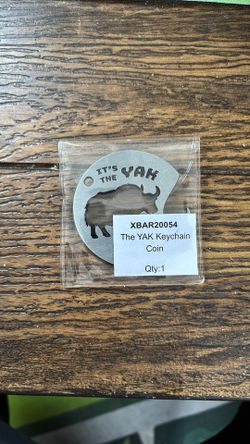 IT'S
THE YAK
XBAR20054
The YAK Keychain
Coin
Qty:1